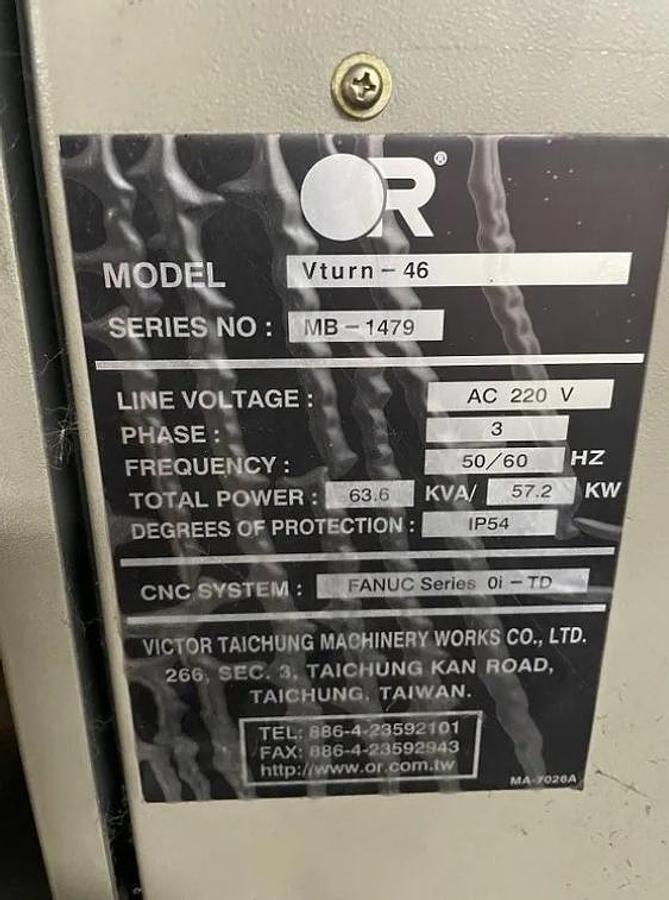 OR®
MODEL Vturn-46
SERIES NO : MB-1479
LINE VOLTAGE : AC 220 V
PHASE : 3
FREQUENCY : 50/60 HZ
TOTAL POWER : 63.6 KVA/ 57.2 KW
DEGREES OF PROTECTION : IP54
CNC SYSTEM : FANUC Series 0i-TD
VICTOR TAICHUNG MACHINERY WORKS CO., LTD.
266, SEC. 3, TAICHUNG KAN ROAD,
TAICHUNG, TAIWAN.
TEL: 886-4-23592101
FAX: 886-4-23592943
http://www.or.com.tw
MA-7026A